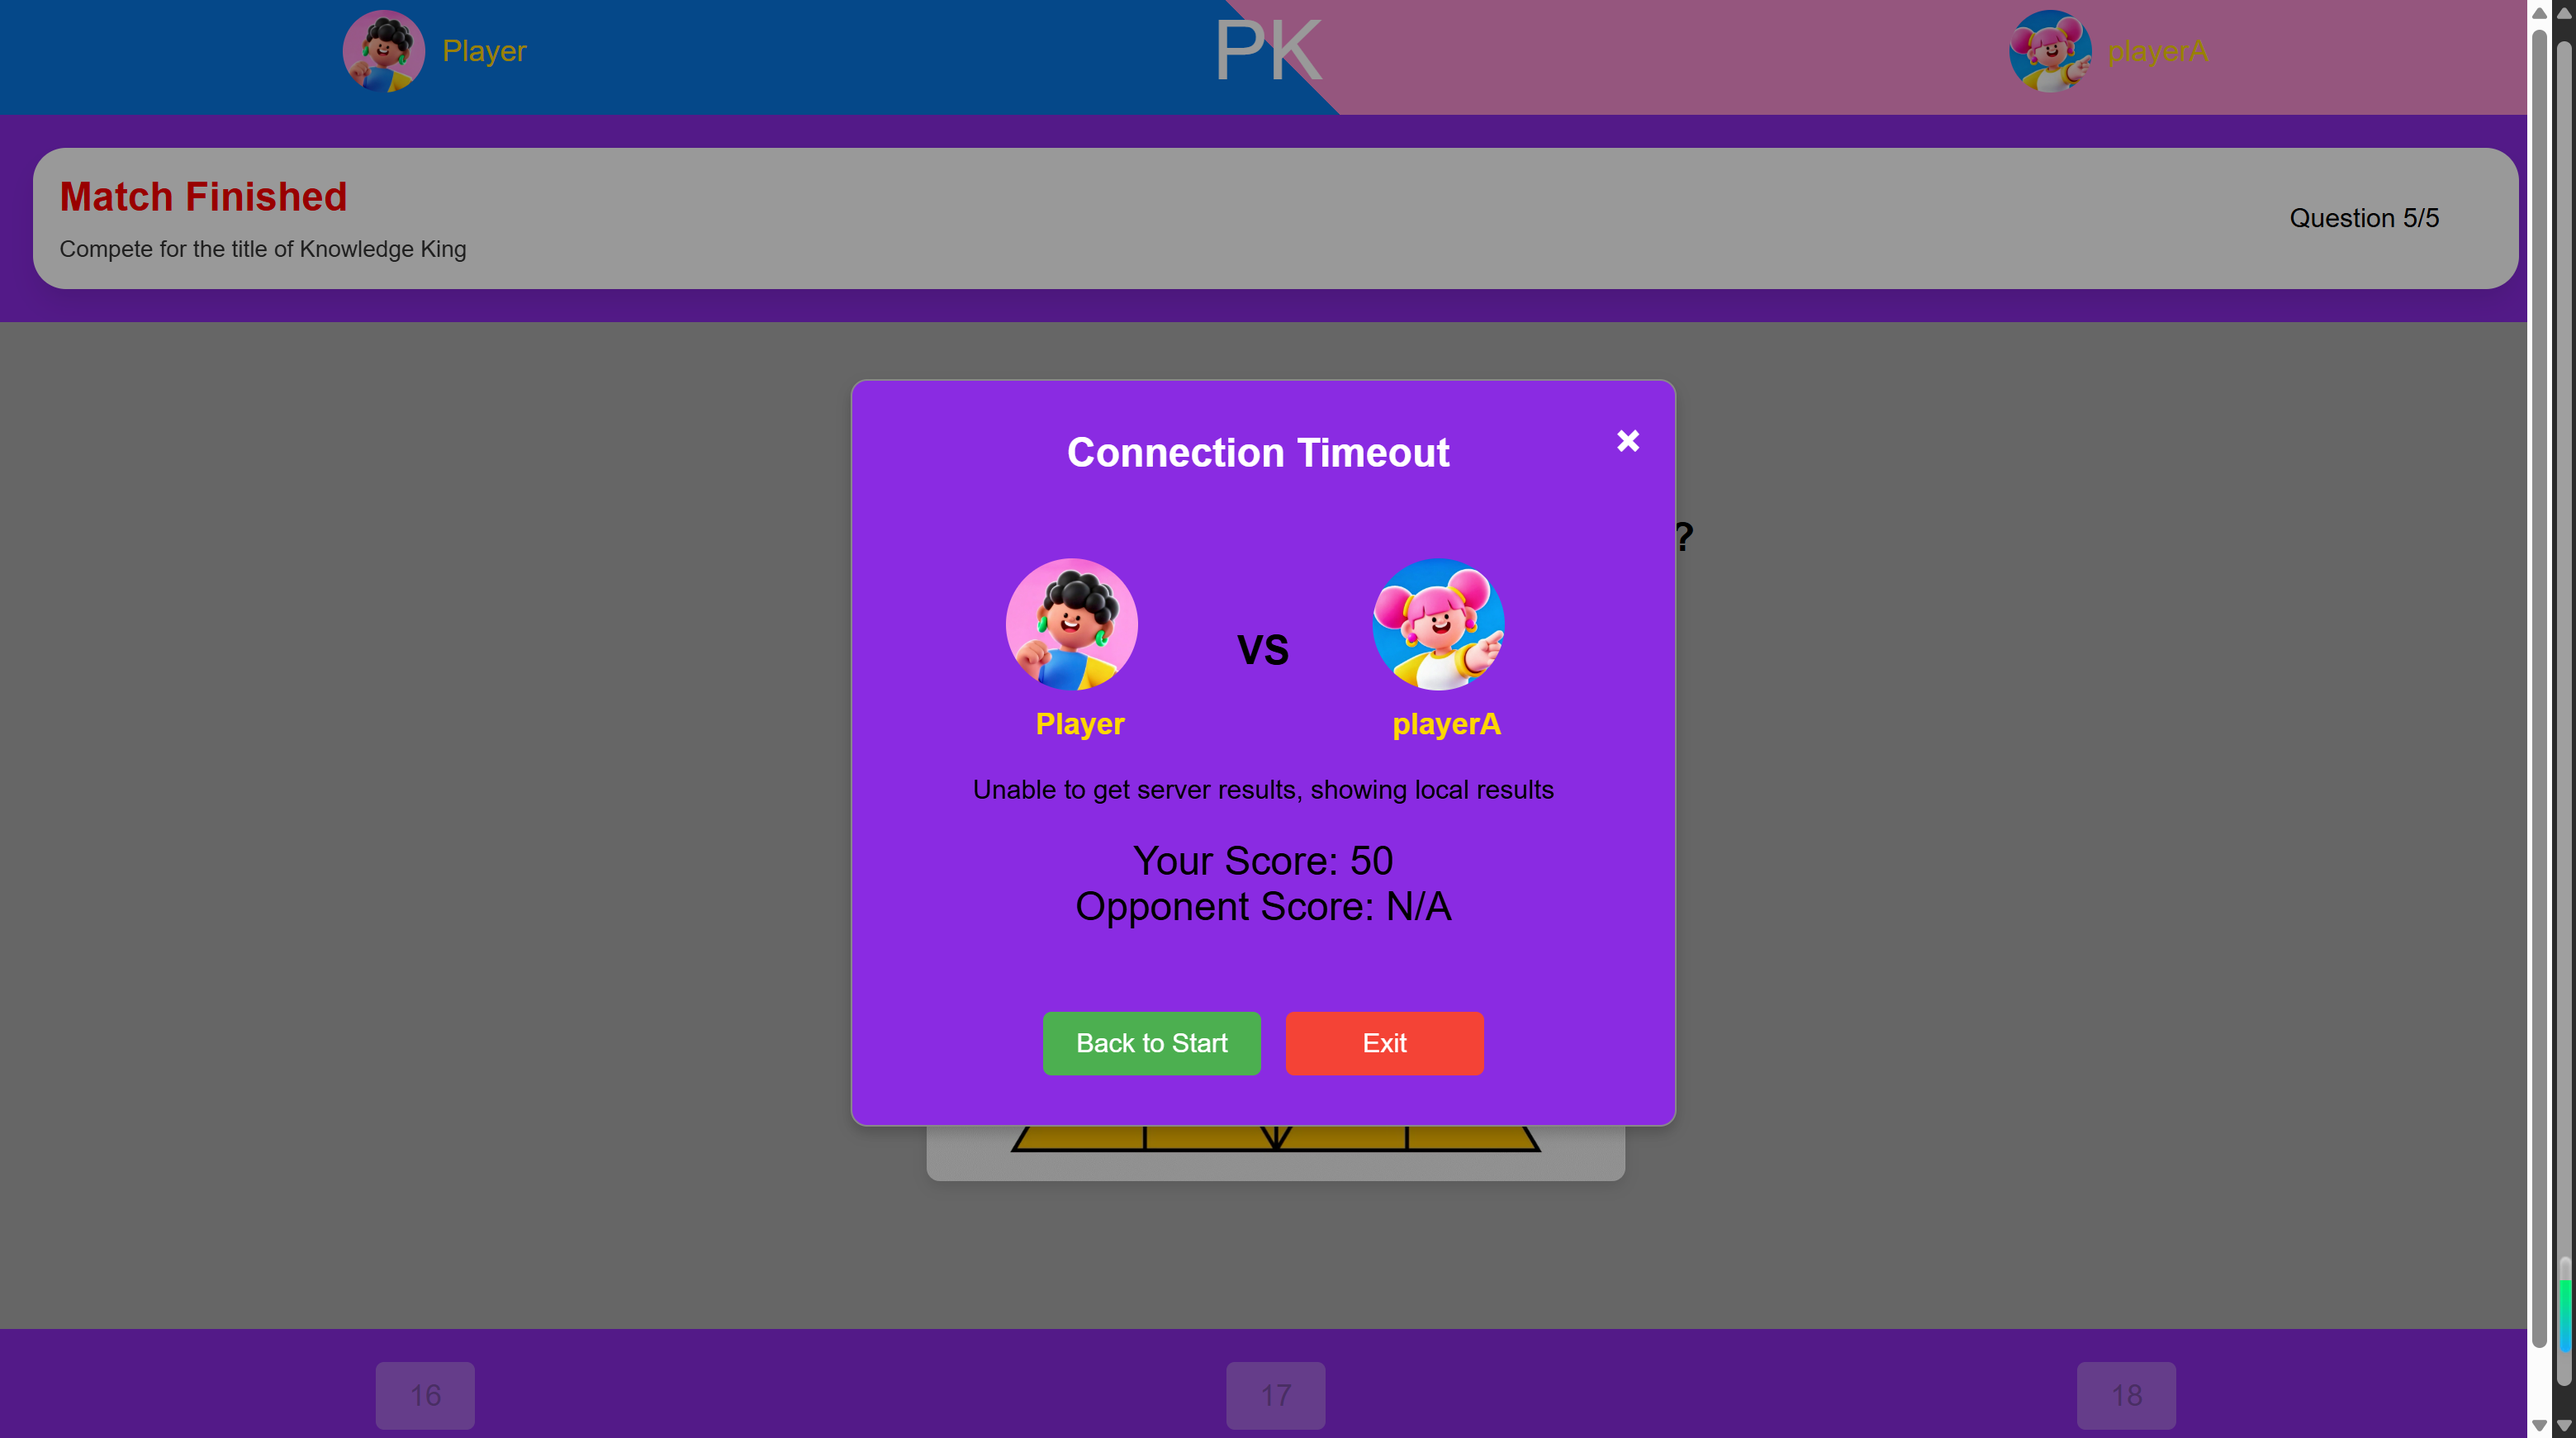 Player
PK
playerA
Match Finished
Compete for the title of Knowledge King
Question 5/5
Connection Timeout
×
?
VS
Player
playerA
Unable to get server results, showing local results
Your Score: 50
Opponent Score: N/A
Back to Start
Exit
16
17
18